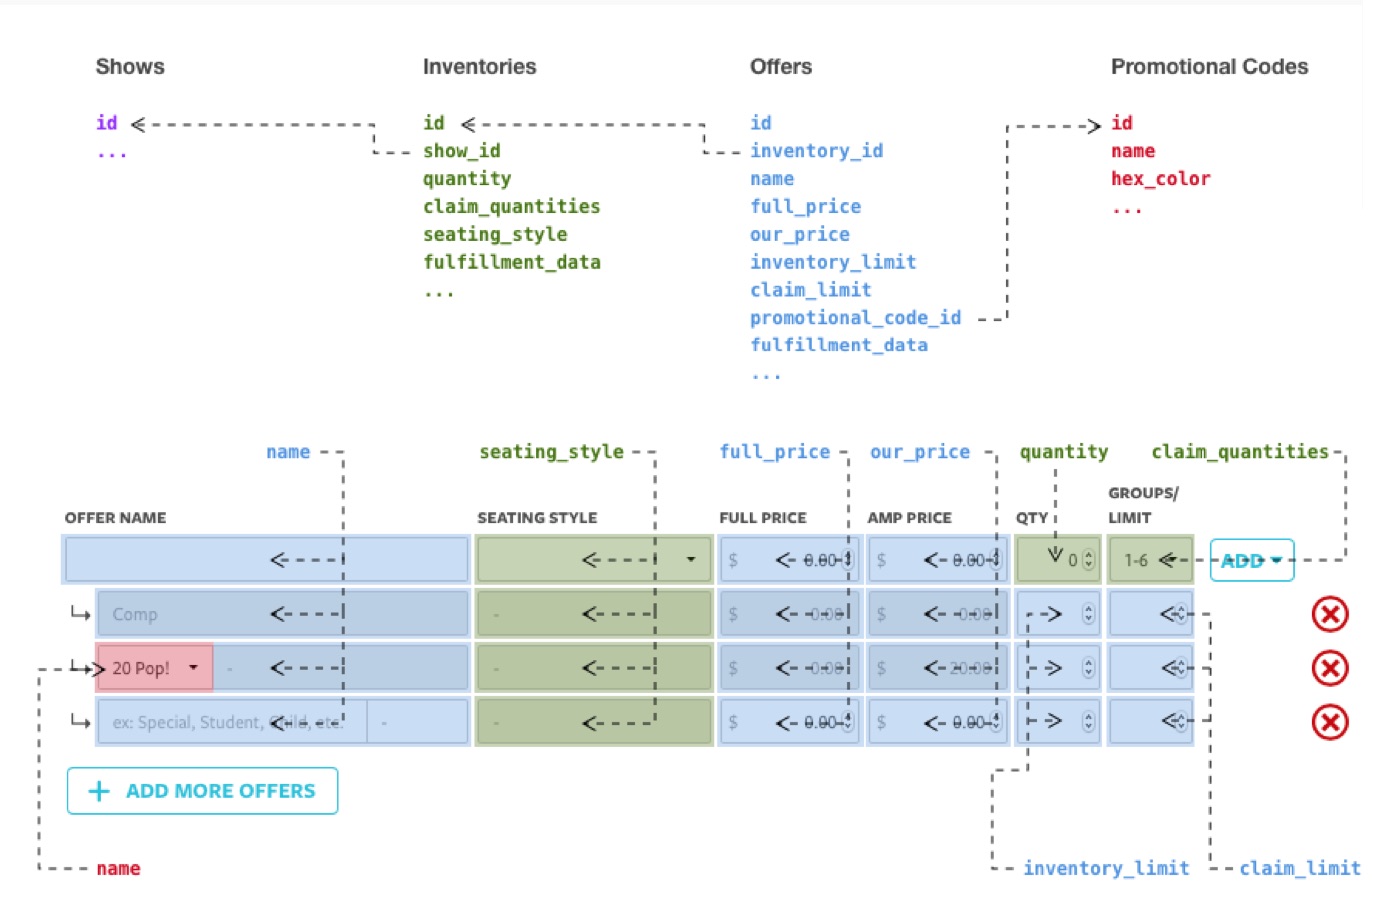 Shows Inventories Offers Promotional Codes
id id id id
... show_id inventory_id name
quantity name hex_color
claim_quantities full_price ...
seating_style our_price
fulfillment_data inventory_limit
... claim_limit
promotional_code_id
fulfillment_data
...
name seating_style full_price our_price quantity claim_quantities
GROUPS/
OFFER NAME SEATING STYLE FULL PRICE AMP PRICE QTY LIMIT
$ 0.00 $ 0.00 0 1-6 ADD
Comp - $ 0.00 $ 0.00
20 Pop! - - $ 0.00 $ 20.00
ex: Special, Student, Child, etc. - - $ 0.00 $ 0.00
+ ADD MORE OFFERS
name inventory_limit claim_limit